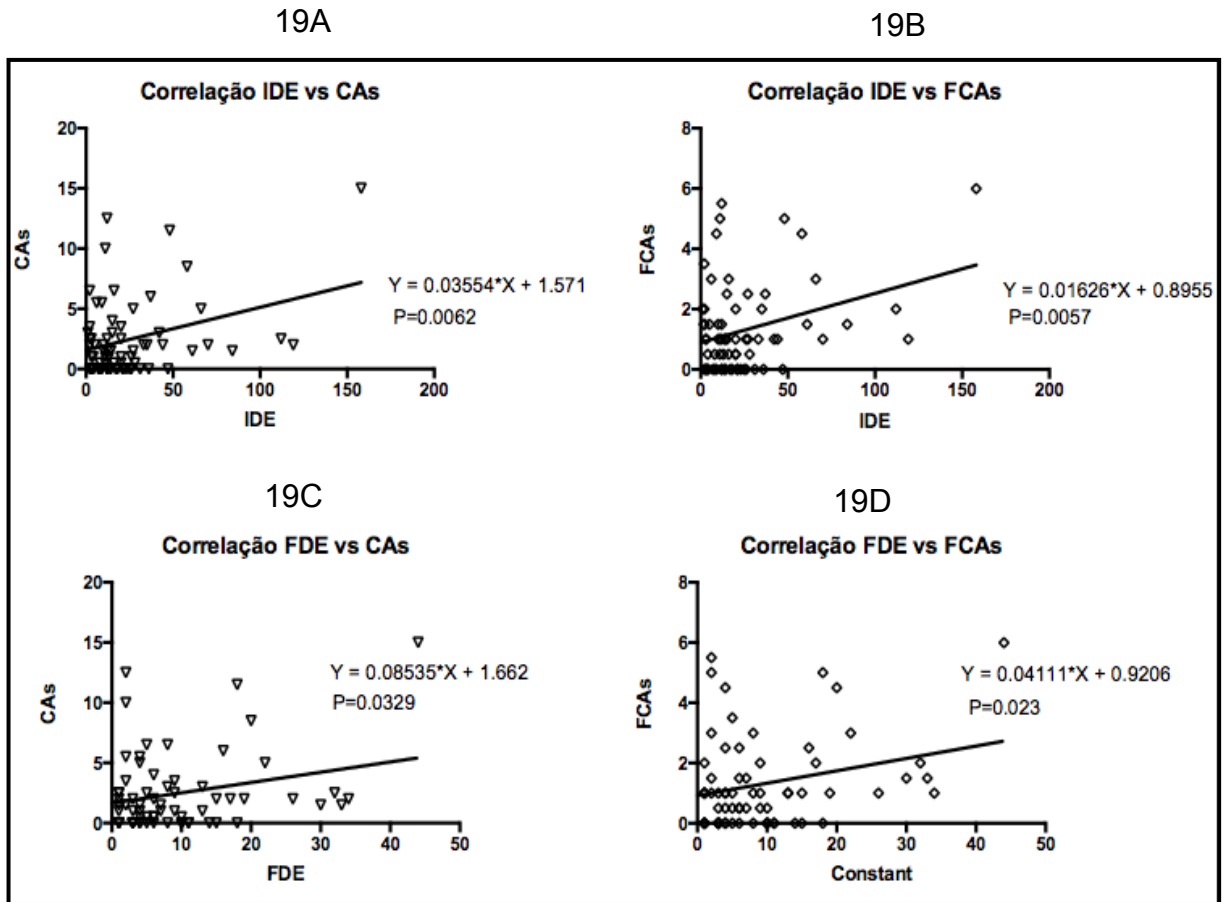 19A
19B
Correlação IDE vs CAs
20
15
10
5
0
0
50
100
150
200
CAs
IDE
Y = 0.03554*X + 1.571
P=0.0062
Correlação IDE vs FCAs
8
6
4
2
0
0
50
100
150
200
FCAs
IDE
Y = 0.01626*X + 0.8955
P=0.0057
19C
19D
Correlação FDE vs CAs
20
15
10
5
0
0
10
20
30
40
50
CAs
FDE
Y = 0.08535*X + 1.662
P=0.0329
Correlação FDE vs FCAs
8
6
4
2
0
0
10
20
30
40
50
FCAs
Constant
Y = 0.04111*X + 0.9206
P=0.023